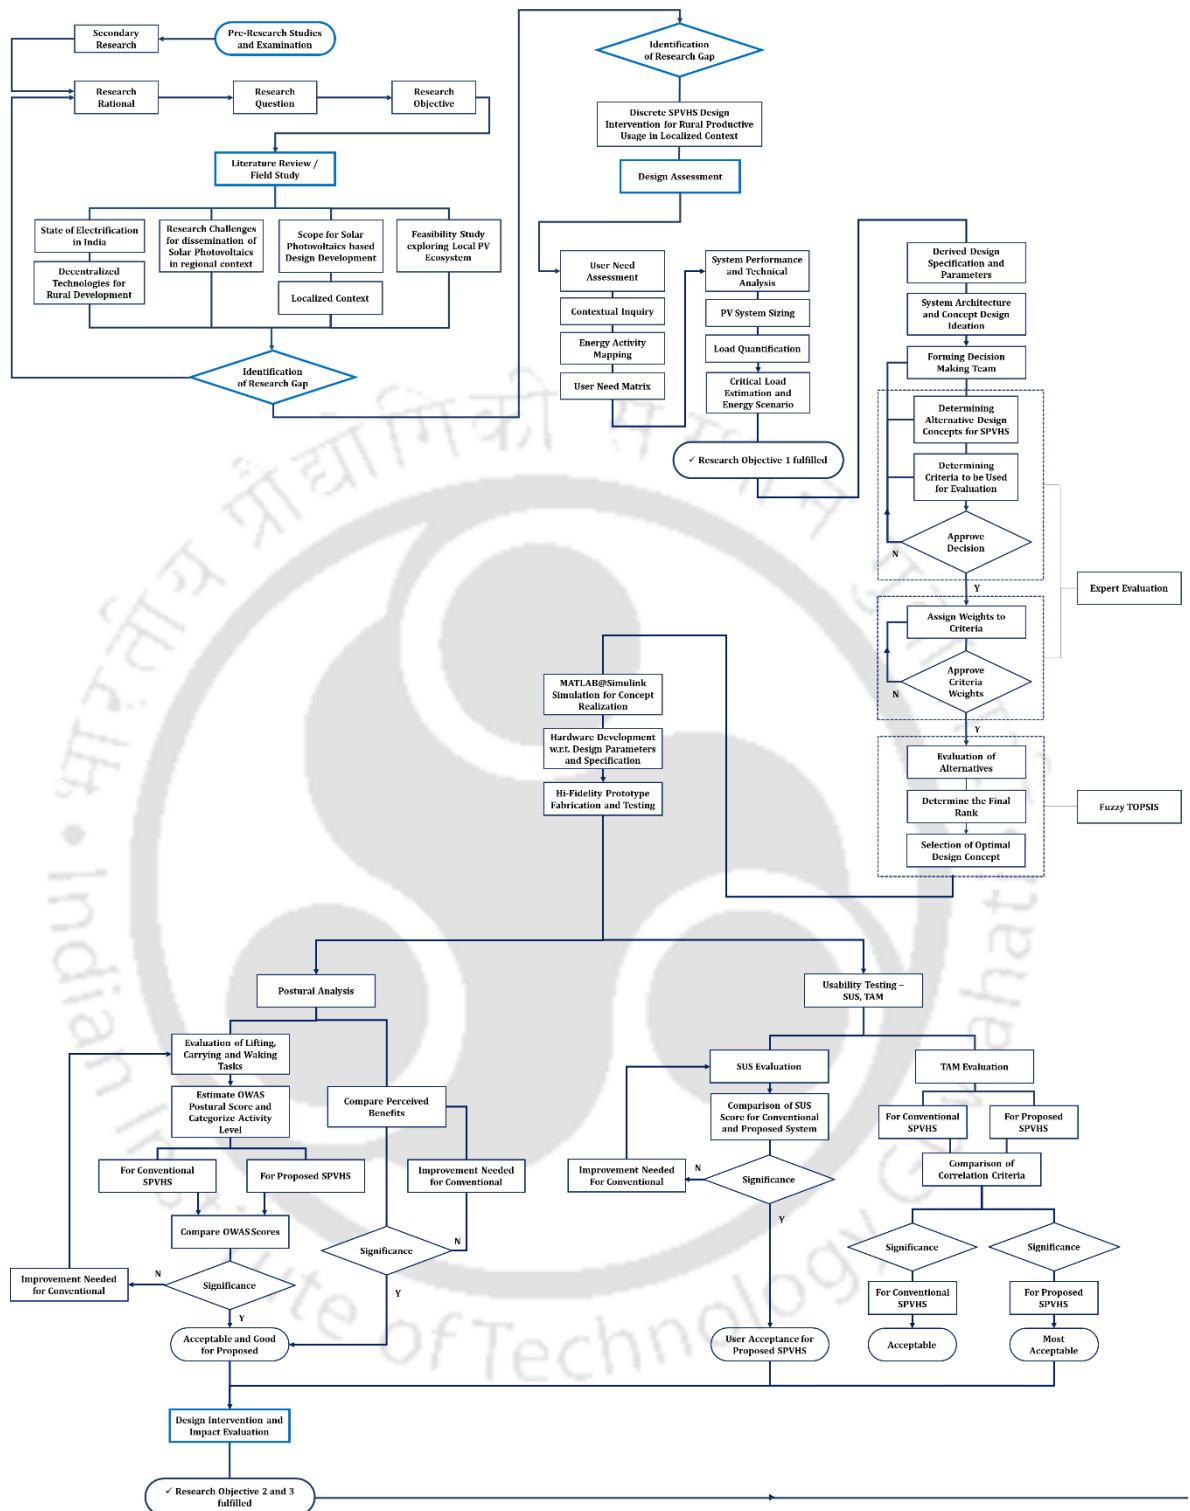 Pre-Research Studies
and Examination
Secondary
Research
Research
Rational
Research
Question
Research
Objective
Literature Review /
Field Study
State of Electrification
in India
Decentralized
Technologies for
Rural Development
Research Challenges
for dissemination of
Solar Photovoltaics
in regional context
Scope for Solar
Photovoltaics based
Design Development
Localized Context
Feasibility Study
exploring Local PV
Ecosystem
Identification
of Research Gap
Identification
of Research Gap
Discrete SPVHS Design
Intervention for Rural Productive
Usage in Localized Context
Design Assessment
User Need
Assessment
Contextual Inquiry
Energy Activity
Mapping
User Need Matrix
System Performance
and Technical
Analysis
PV System Sizing
Load Quantification
Critical Load
Estimation and
Energy Scenario
✓ Research Objective 1 fulfilled
Derived Design
Specification and
Parameters
System Architecture
and Concept Design
Ideation
Forming Decision
Making Team
Determining
Alternative Design
Concepts for SPVHS
Determining
Criteria to be Used
for Evaluation
Approve
Decision
N
Y
Expert Evaluation
Assign Weights to
Criteria
Approve
Criteria
Weights
N
Y
Evaluation of
Alternatives
Determine the Final
Rank
Selection of Optimal
Design Concept
Fuzzy TOPSIS
MATLAB@Simulink
Simulation for Concept
Realization
Hardware Development
w.r.t. Design Parameters
and Specification
Hi-Fidelity Prototype
Fabrication and Testing
Postural Analysis
Evaluation of Lifting,
Carrying and Waking
Tasks
Estimate OWAS
Postural Score and
Categorize Activity
Level
For Conventional
SPVHS
For Proposed SPVHS
Compare OWAS Scores
Significance
N
Y
Improvement Needed
for Conventional
Acceptable and Good
for Proposed
Compare Perceived
Benefits
Improvement Needed
for Conventional
Significance
N
Y
Usability Testing –
SUS, TAM
SUS Evaluation
Comparison of SUS
Score for Conventional
and Proposed System
Improvement Needed
For Conventional
N
Significance
Y
User Acceptance for
Proposed SPVHS
TAM Evaluation
For Conventional
SPVHS
For Proposed
SPVHS
Comparison of
Correlation Criteria
Significance
Significance
For Conventional
SPVHS
For Proposed
SPVHS
Acceptable
Most
Acceptable
Design Intervention and
Impact Evaluation
✓ Research Objective 2 and 3
fulfilled
Indian Institute of Technology Guwahati
भारतीय प्रौद्योगिकी संस्थान